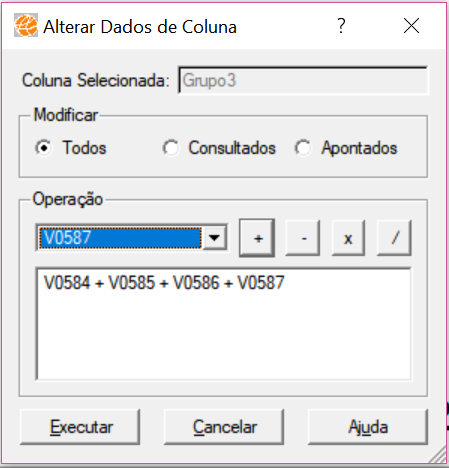 Alterar Dados de Coluna ?
Coluna Selecionada: Grupo3
Modificar
Todos Consultados Apontados
Operação
V0587 + - x /
V0584 + V0585 + V0586 + V0587
Executar Cancelar Ajuda